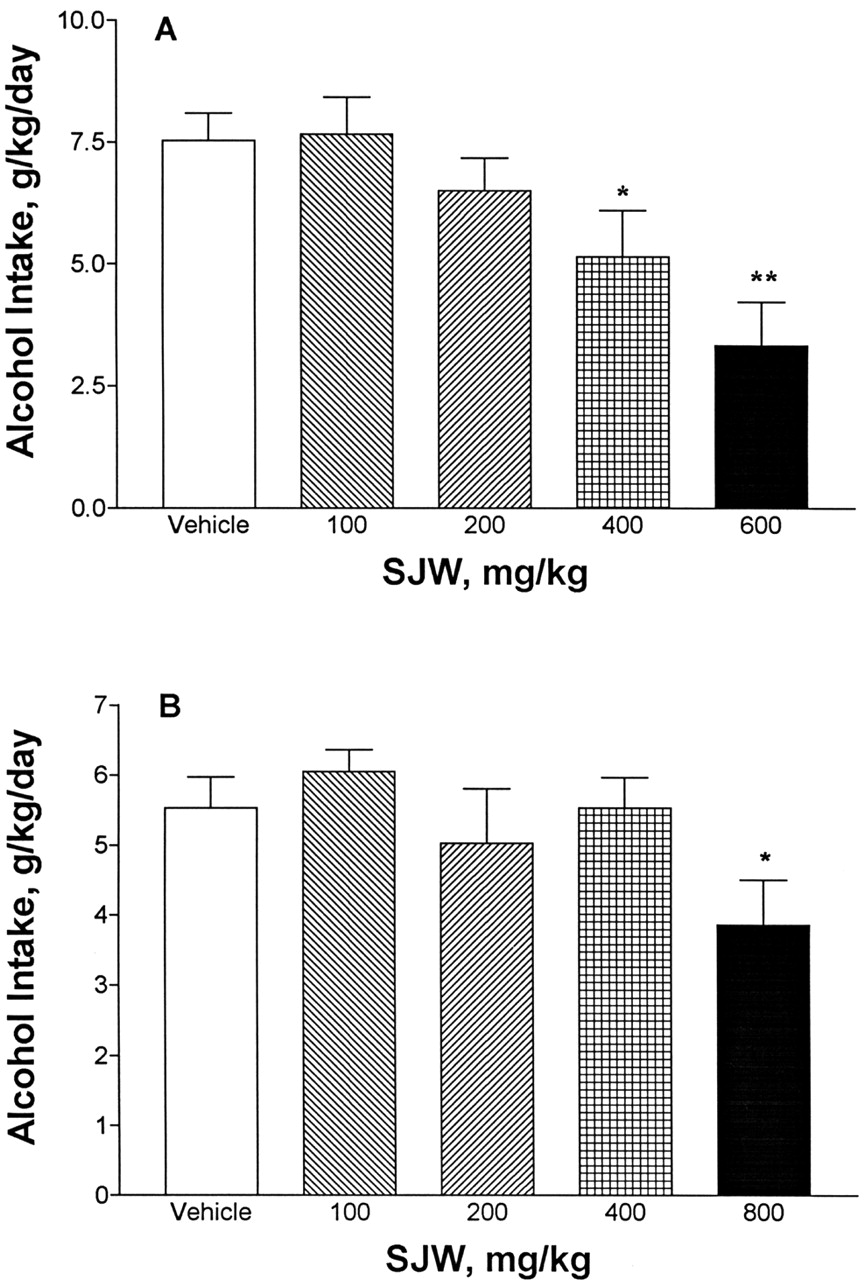 A
Alcohol Intake, g/kg/day
10.0
7.5
5.0
2.5
0.0
*
**
Vehicle 100 200 400 600
SJW, mg/kg
B
Alcohol Intake, g/kg/day
7
6
5
4
3
2
1
0
*
Vehicle 100 200 400 800
SJW, mg/kg